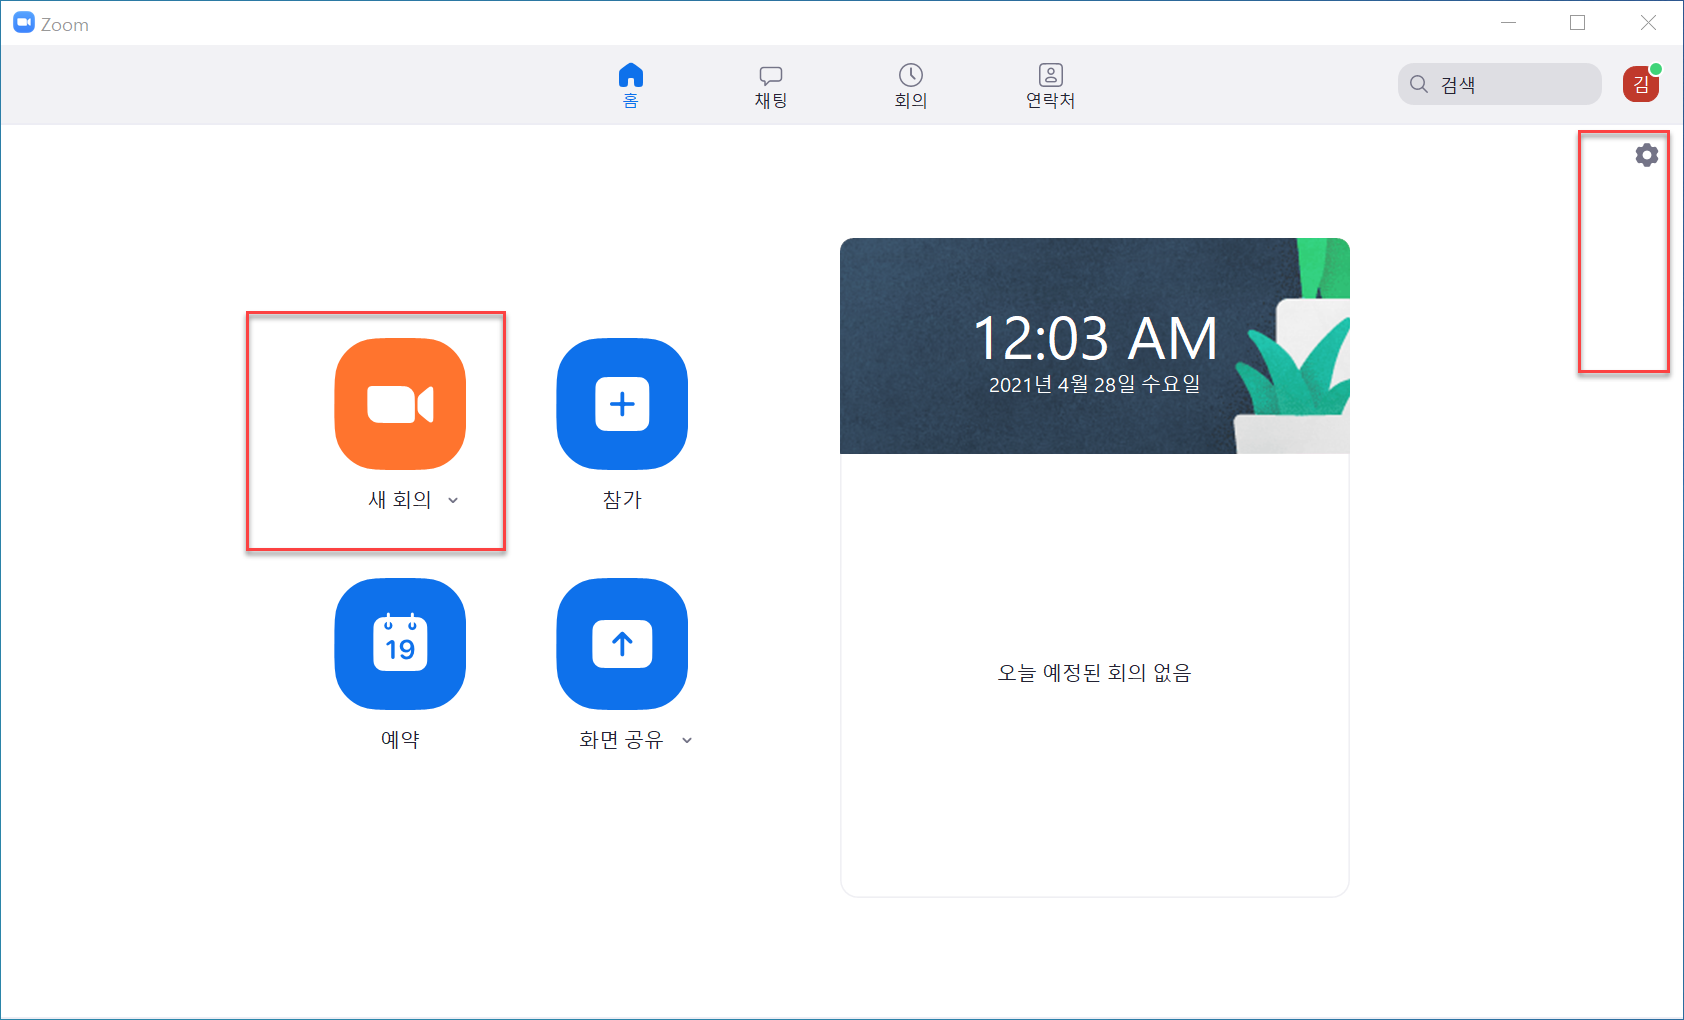 Zoom
홈
채팅
회의
연락처
검색
김
12:03 AM
2021년 4월 28일 수요일
새 회의
참가
19
예약
화면 공유
오늘 예정된 회의 없음